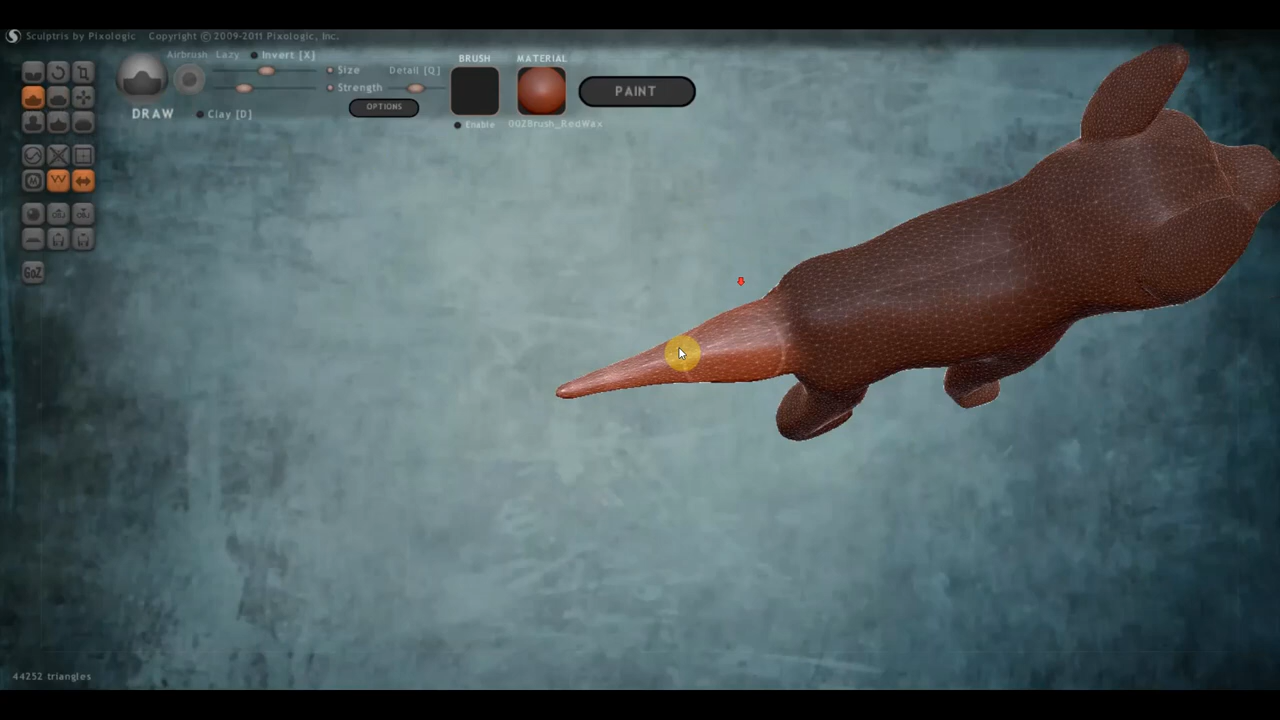 Sculptris by Pixologic Copyright © 2009-2011 Pixologic, Inc.
Airbrush Lazy Invert [X]
Size Detail [Q]
Strength
OPTIONS
DRAW Clay [D]
BRUSH
Enable
MATERIAL
00ZBrush_RedWax
PAINT
GoZ
44252 triangles